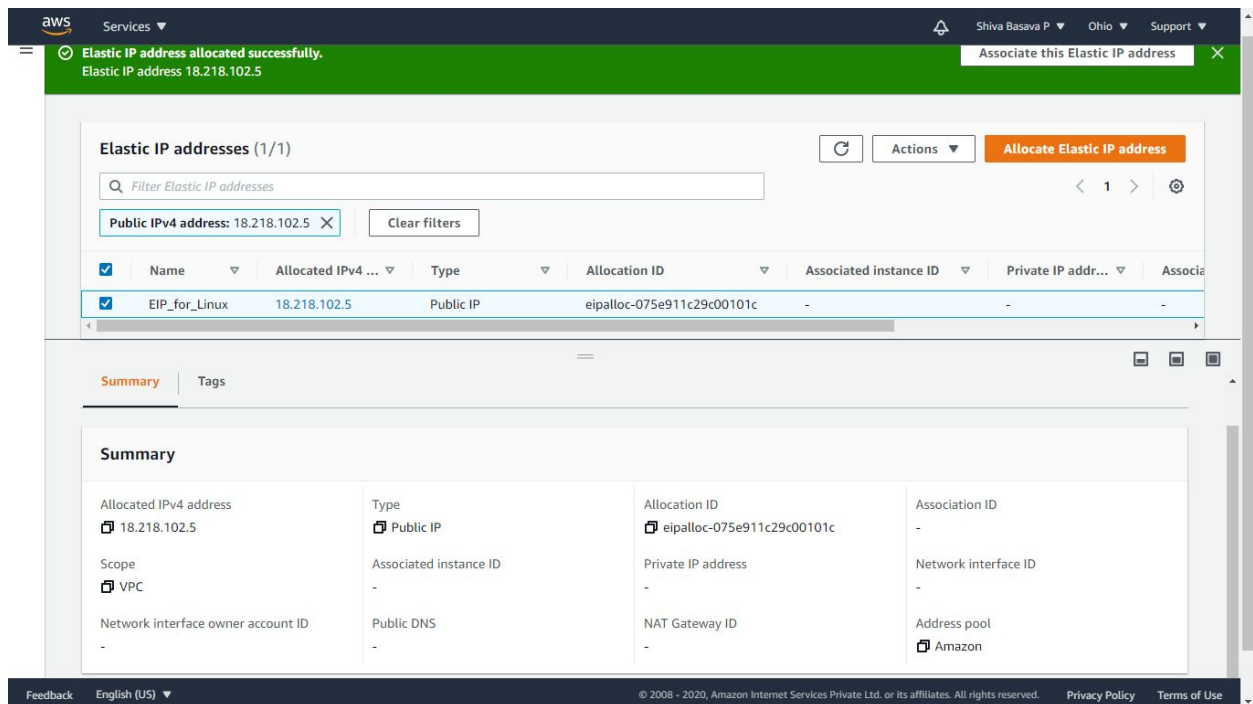 aws Services Shiva Basava P Ohio Support
Elastic IP address allocated successfully.
Elastic IP address 18.218.102.5
Associate this Elastic IP address
Elastic IP addresses (1/1) Actions Allocate Elastic IP address
Filter Elastic IP addresses 1
Public IPv4 address: 18.218.102.5 Clear filters
Name Allocated IPv4 ... Type Allocation ID Associated instance ID Private IP addr... Associa
EIP_for_Linux 18.218.102.5 Public IP eipalloc-075e911c29c00101c - - -
Summary Tags
Summary
Allocated IPv4 address Type Allocation ID Association ID
18.218.102.5 Public IP eipalloc-075e911c29c00101c -
Scope Associated instance ID Private IP address Network interface ID
VPC - - -
Network interface owner account ID Public DNS NAT Gateway ID Address pool
- - - Amazon
Feedback English (US) © 2008 - 2020, Amazon Internet Services Private Ltd. or its affiliates. All rights reserved. Privacy Policy Terms of Use